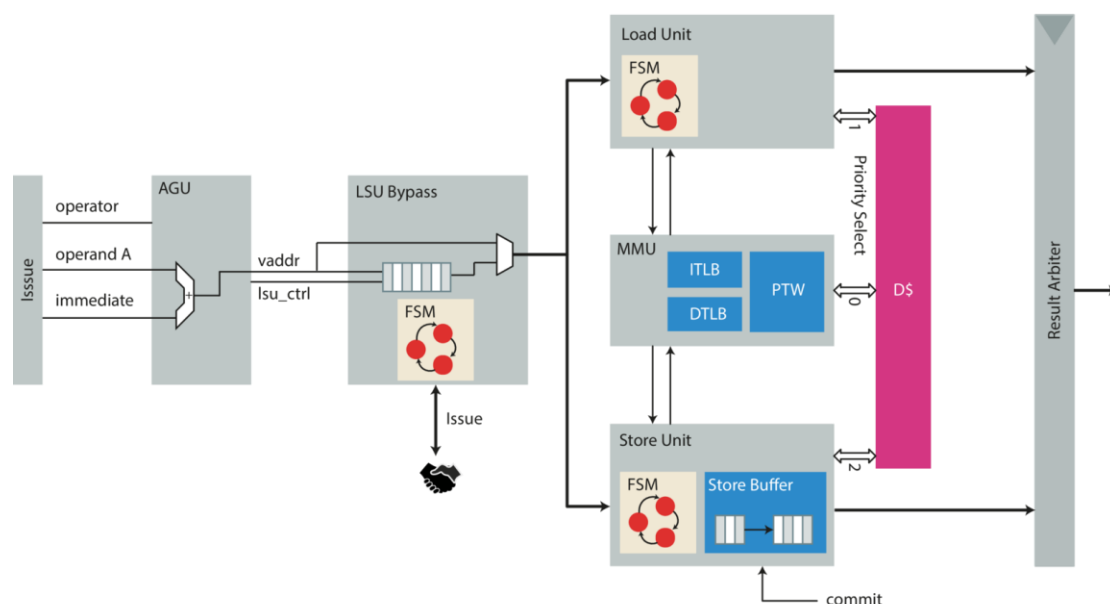 Isssue
operator
operand A
immediate
AGU
+
vaddr
lsu_ctrl
LSU Bypass
FSM
Issue
Load Unit
FSM
MMU
ITLB
DTLB
PTW
Store Unit
FSM
Store Buffer
commit
1
Priority Select
0
2
D$
Result Arbiter